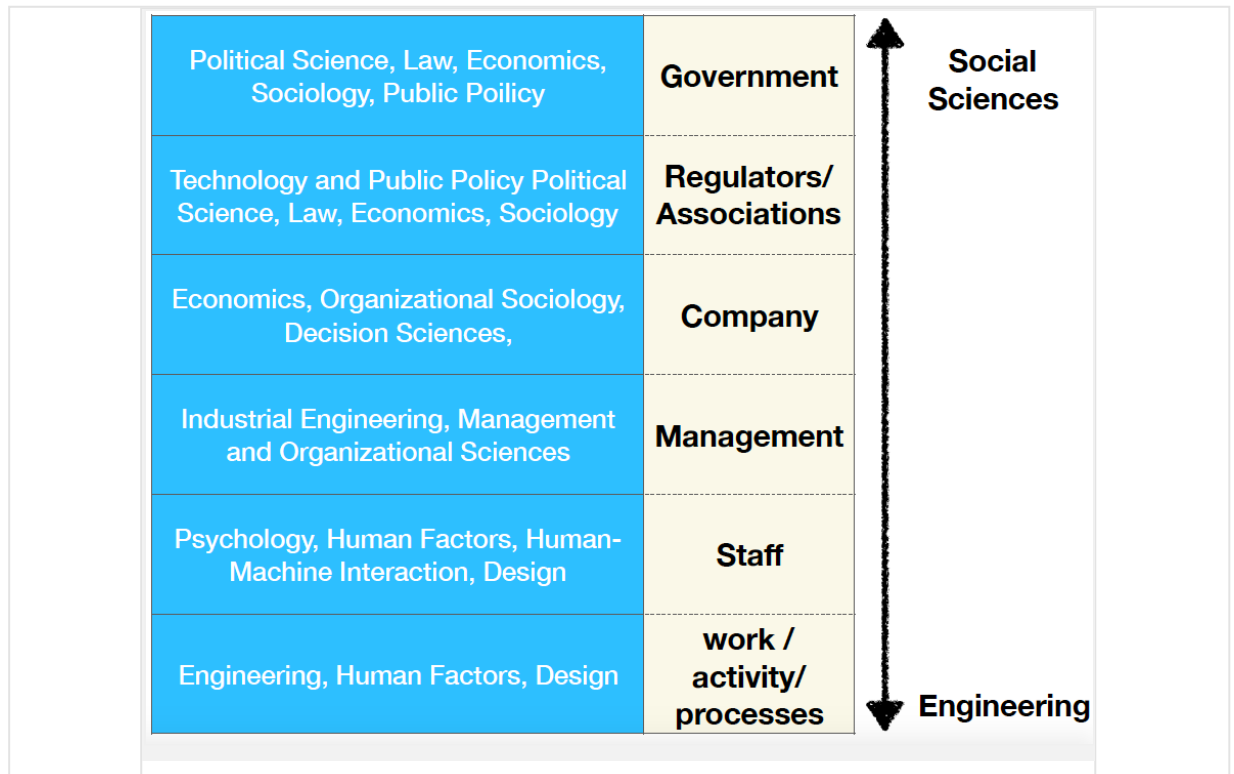 Political Science, Law, Economics,
Sociology, Public Poilicy
Government
Social
Sciences
Technology and Public Policy Political
Science, Law, Economics, Sociology
Regulators/
Associations
Economics, Organizational Sociology,
Decision Sciences,
Company
Industrial Engineering, Management
and Organizational Sciences
Management
Psychology, Human Factors, Human-
Machine Interaction, Design
Staff
Engineering, Human Factors, Design
work /
activity/
processes
Engineering